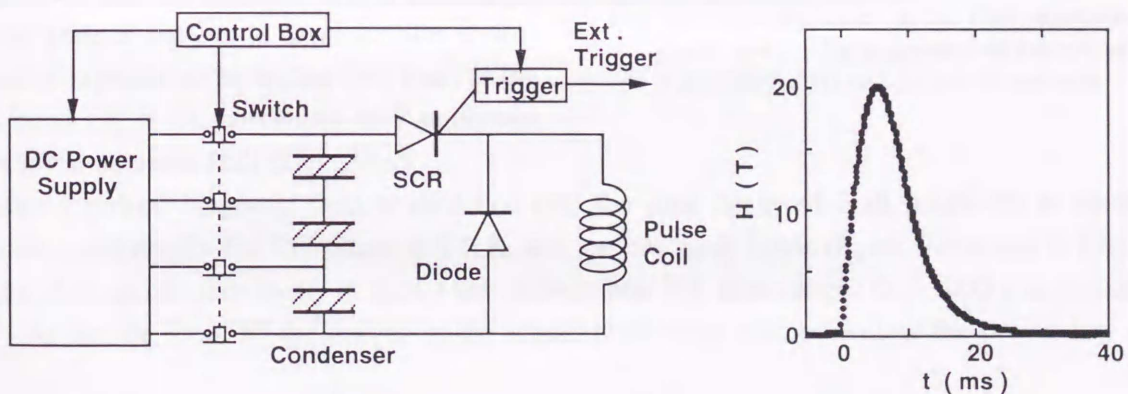 Control Box
Ext.
Trigger
Trigger
Switch
DC Power
Supply
SCR
Diode
Pulse
Coil
Condenser
H (T)
20
10
0
0
20
40
t (ms)